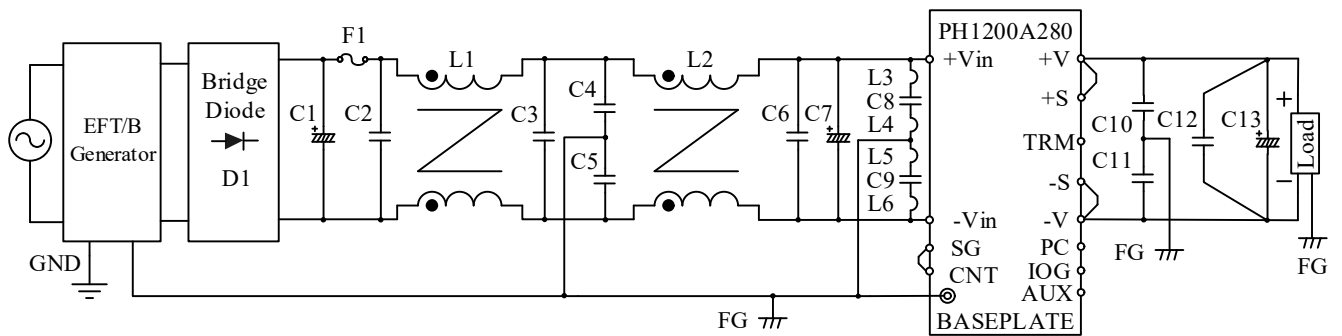 EFT/B
Generator
GND
Bridge
Diode
D1
C1
F1
C2
L1
C3
C4
C5
L2
C6
C7
L3
C8
L4
L5
C9
L6
FG
PH1200A280
+Vin
-Vin
SG
CNT
BASEPLATE
+V
+S
TRM
-S
-V
PC
IOG
AUX
C10
C11
FG
C12
C13
+
Load
−
FG